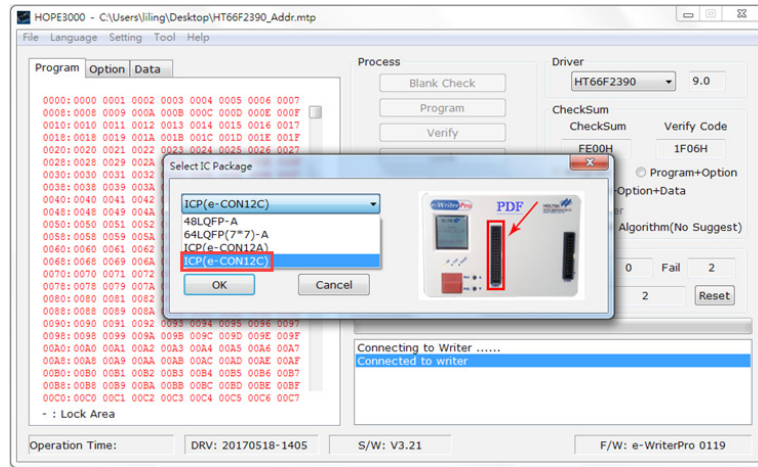 HOPE3000 - C:\Users\liling\Desktop\HT66F2390_Addr.mtp
File Language Setting Tool Help
Program Option Data
0000:0000 0001 0002 0003 0004 0005 0006 0007
0008:0008 0009 000A 000B 000C 000D 000E 000F
0010:0010 0011 0012 0013 0014 0015 0016 0017
0018:0018 0019 001A 001B 001C 001D 001E 001F
0020:0020 0021 0022 0023 0024 0025 0026 0027
0028:0028 0029 002A
0030:0030 0031 0032
0038:0038 0039 003A
0040:0040 0041 0042
0048:0048 0049 004A
0050:0050 0051 0052
0058:0058 0059 005A
0060:0060 0061 0062
0068:0068 0069 006A
0070:0070 0071 0072
0078:0078 0079 007A
0080:0080 0081 0082
0088:0088 0089 008A
0090:0090 0091 0092 0093 0094 0095 0096 0097
0098:0098 0099 009A 009B 009C 009D 009E 009F
00A0:00A0 00A1 00A2 00A3 00A4 00A5 00A6 00A7
00A8:00A8 00A9 00AA 00AB 00AC 00AD 00AE 00AF
00B0:00B0 00B1 00B2 00B3 00B4 00B5 00B6 00B7
00B8:00B8 00B9 00BA 00BB 00BC 00BD 00BE 00BF
00C0:00C0 00C1 00C2 00C3 00C4 00C5 00C6 00C7
- : Lock Area
Process
Blank Check
Program
Verify
Driver
HT66F2390 9.0
CheckSum
CheckSum Verify Code
FE00H 1F06H
Program+Option
Option+Data
Algorithm(No Suggest)
0 Fail 2
2 Reset
Select IC Package
ICP(e-CON12C)
48LQFP-A
64LQFP(7*7)-A
ICP(e-CON12A)
ICP(e-CON12C)
OK Cancel
e-WriterPro
PDF
HOLTEK
Connecting to Writer ......
Connected to writer
Operation Time: DRV: 20170518-1405 S/W: V3.21 F/W: e-WriterPro 0119